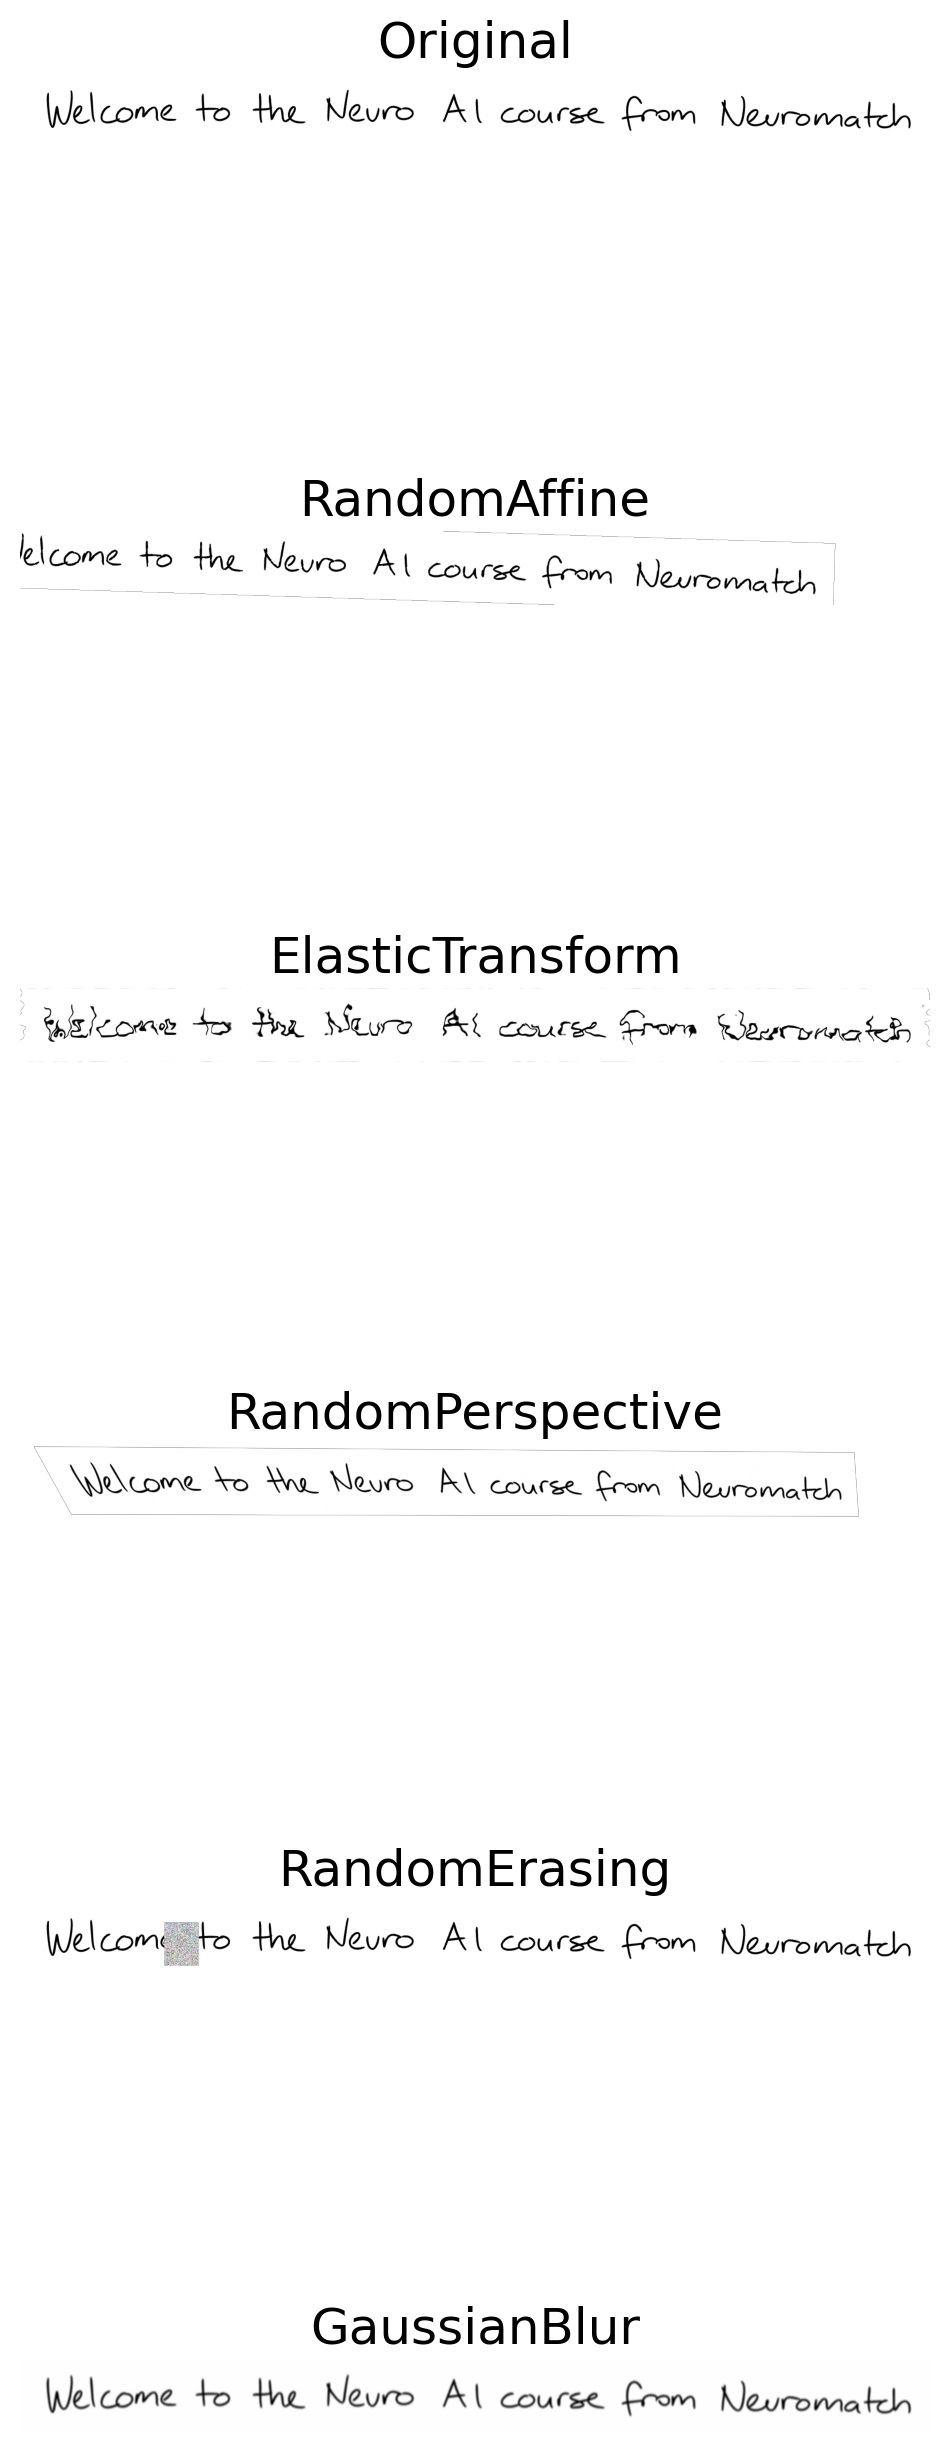 Original
Welcome to the Neuro AI course from Neuromatch
RandomAffine
elcome to the Neuro AI course from Neuromatch
ElasticTransform
Welcome to the Neuro AI course from Neuromatch
RandomPerspective
Welcome to the Neuro AI course from Neuromatch
RandomErasing
Welcom to the Neuro AI course from Neuromatch
GaussianBlur
Welcome to the Neuro AI course from Neuromatch